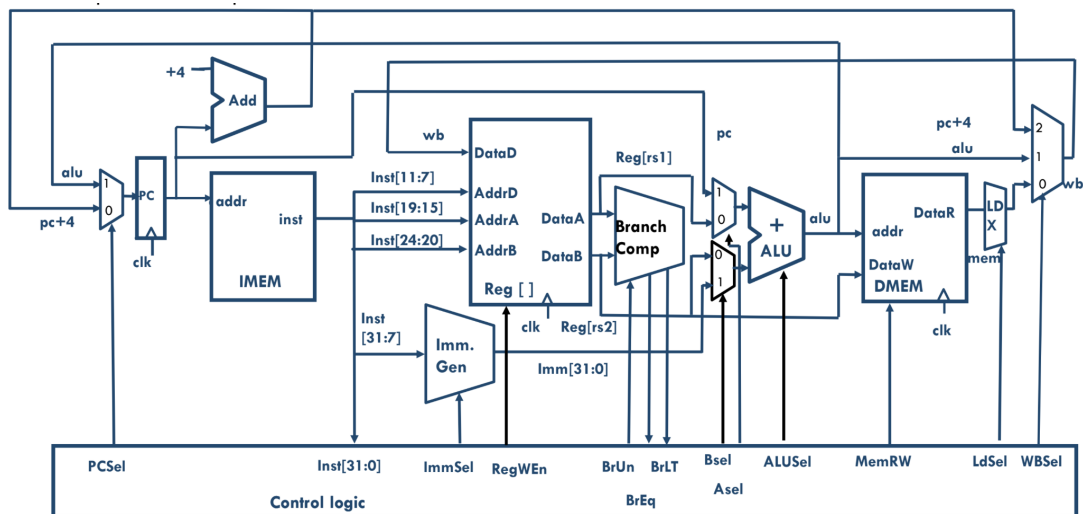 +4
Add
pc
wb
Reg[rs1]
pc+4
2
DataD
alu
1
Inst[11:7]
alu
1
PC
addr
AddrD
1
LD
X
0
wb
0
Inst[19:15]
AddrA
DataA
0
alu
DataR
pc+4
inst
Branch
Comp
+
ALU
addr
Inst[24:20]
AddrB
DataB
0
mem
clk
DataW
IMEM
Reg [ ]
1
DMEM
Inst
[31:7]
clk
Reg[rs2]
clk
Imm.
Gen
Imm[31:0]
PCSel
Inst[31:0]
ImmSel
RegWEn
BrUn
BrLT
Bsel
ALUSel
MemRW
LdSel
WBSel
Asel
BrEq
Control logic